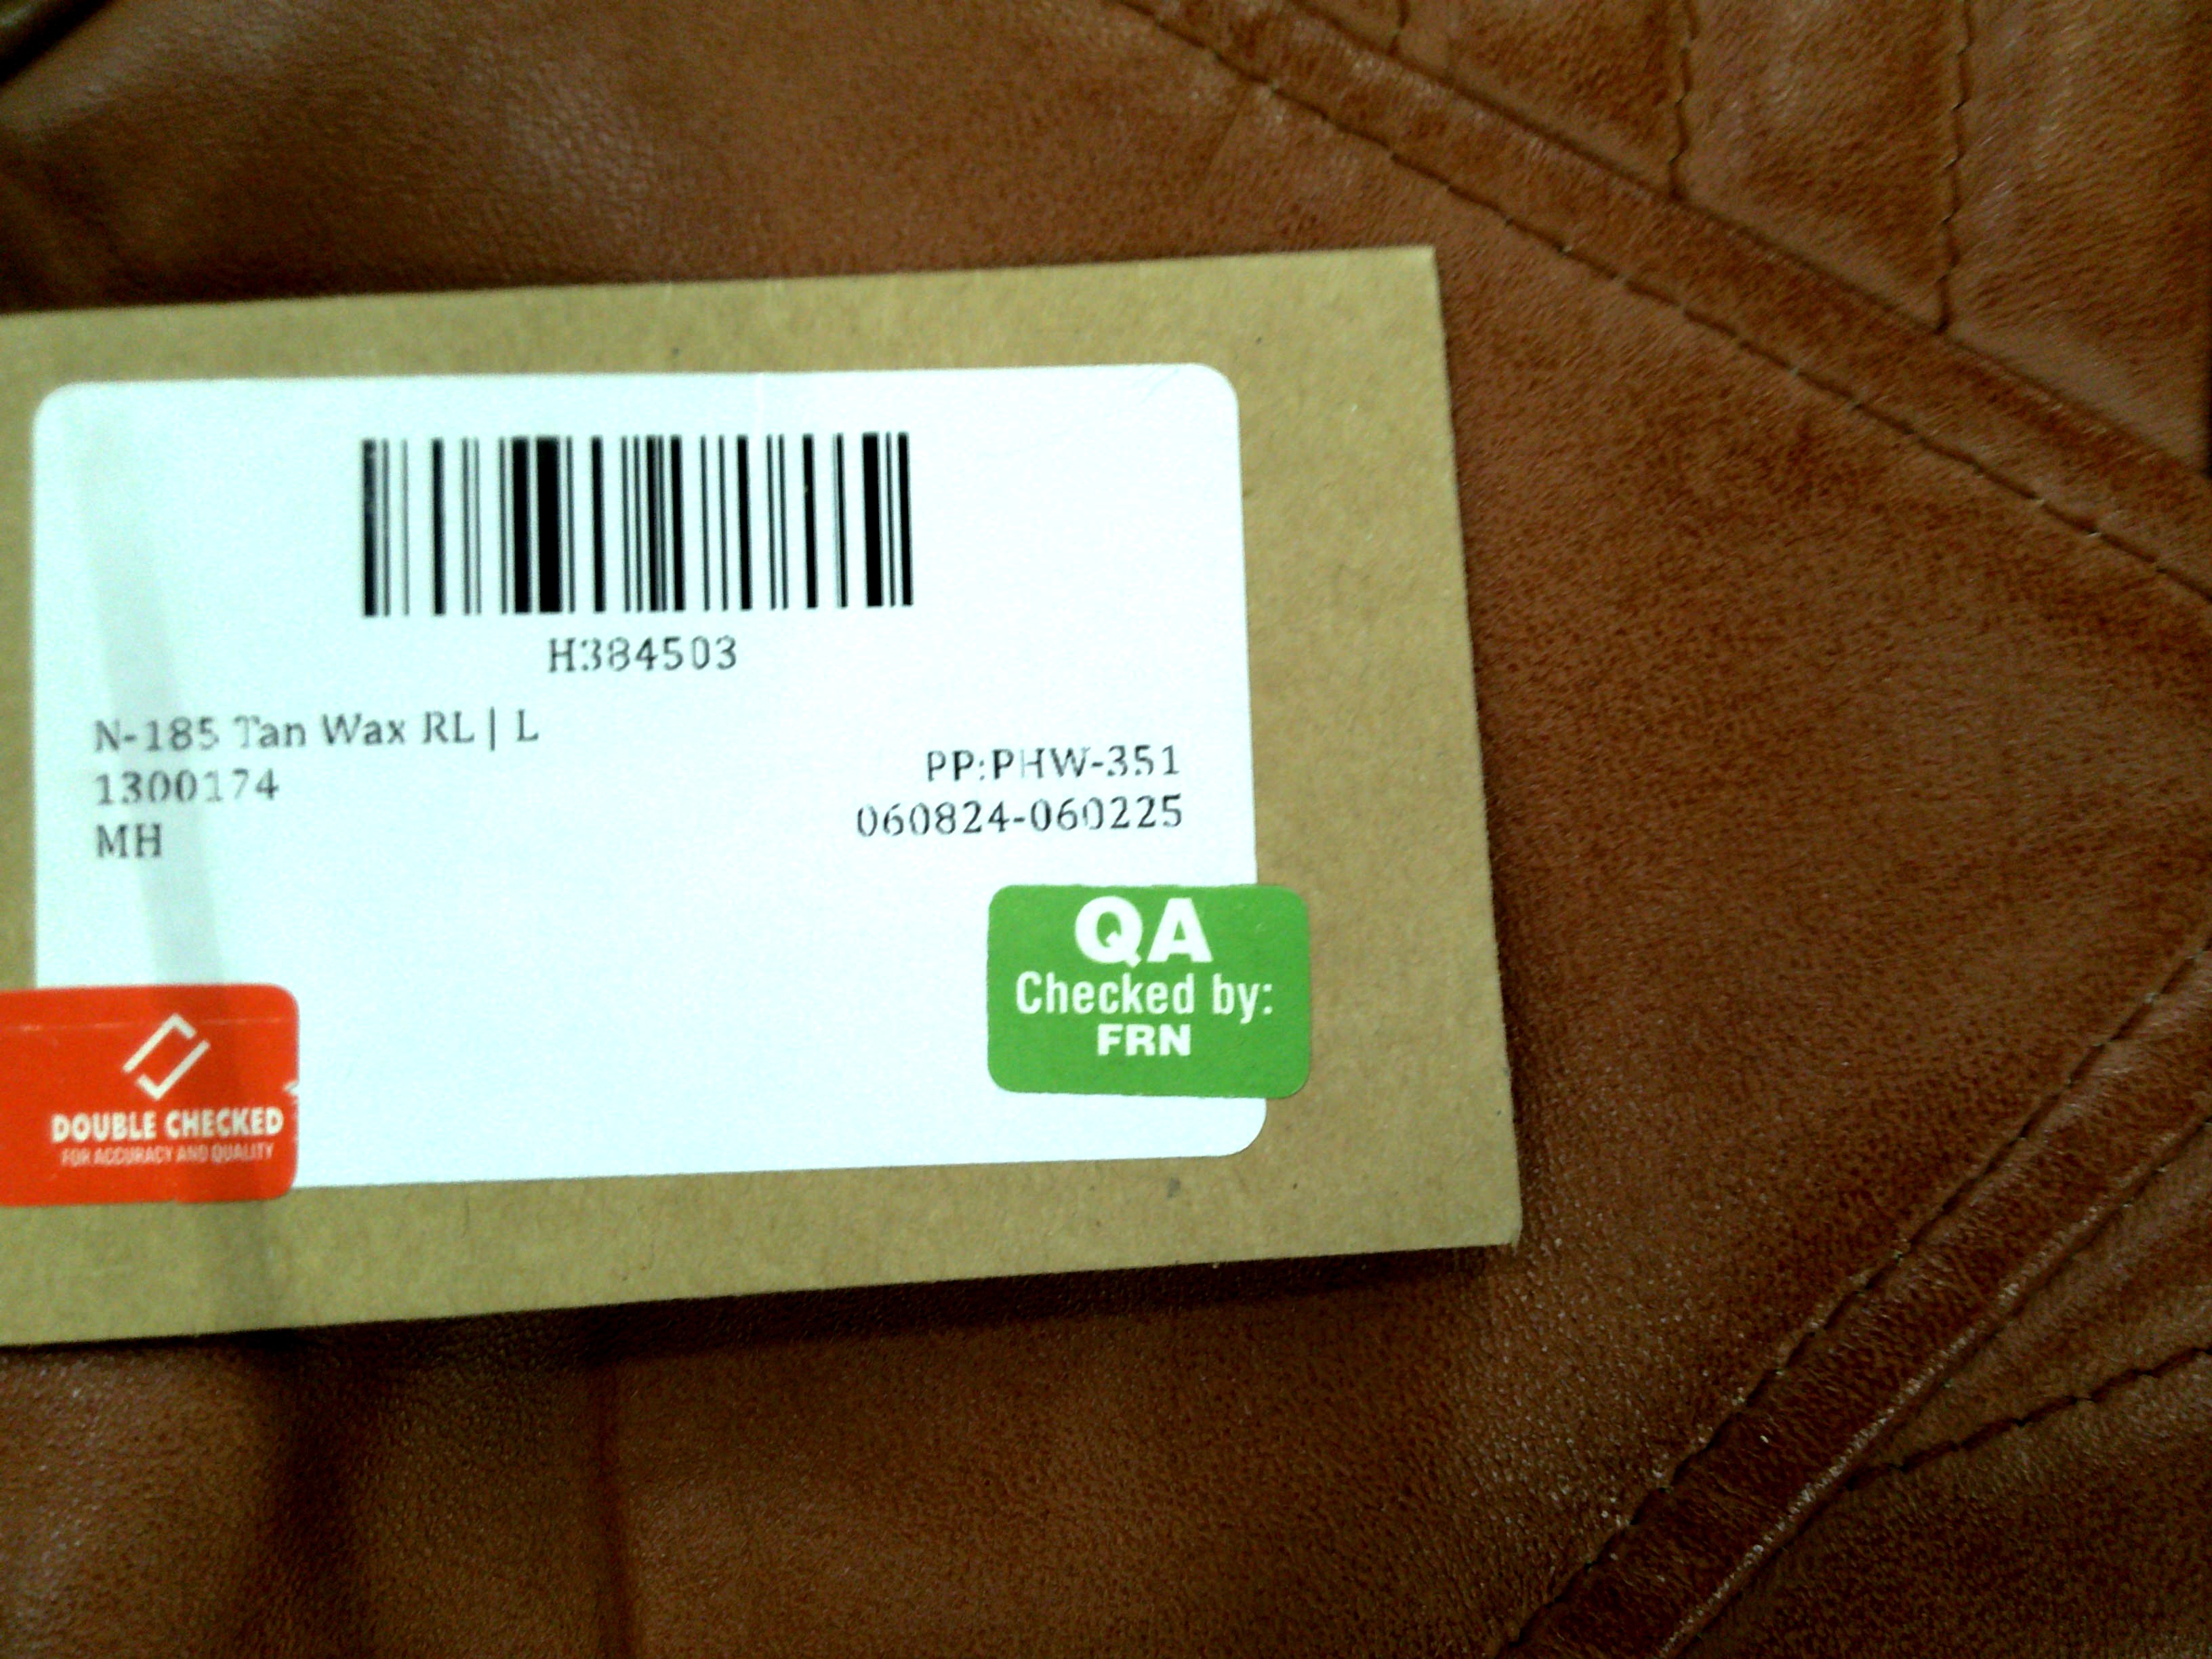 H384503
N-185 Tan Wax RL | L
1300174
MH
PP:PHW-351
060824-060225
QA
Checked by:
FRN
DOUBLE CHECKED
FOR ACCURACY AND QUALITY